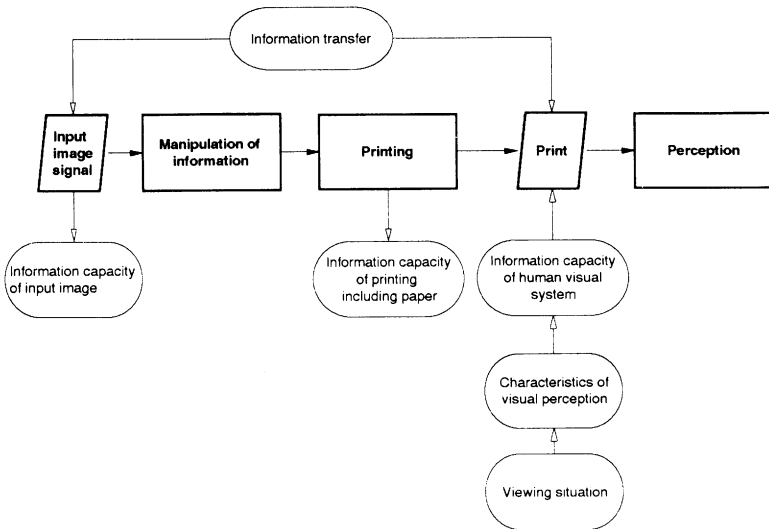 Information transfer
Input
image
signal
Manipulation of
information
Printing
Print
Perception
Information capacity
of input image
Information capacity
of printing
including paper
Information capacity
of human visual
system
Characteristics of
visual perception
Viewing situation